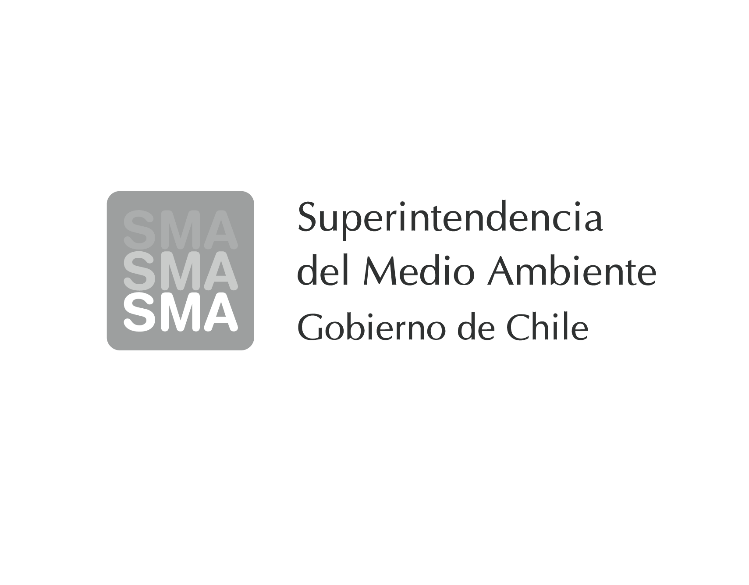 SMA
SMA
SMA
Superintendencia
del Medio Ambiente
Gobierno de Chile